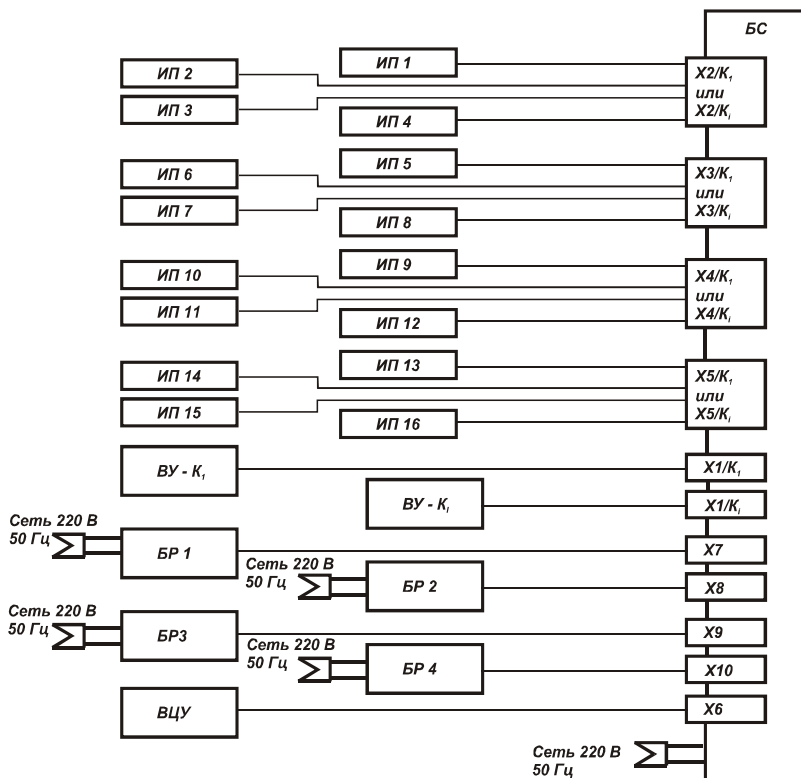 БС
ИП 1
ИП 2
ИП 3
ИП 4
X2/K₁
или
X2/Kᵢ
ИП 5
ИП 6
ИП 7
ИП 8
X3/K₁
или
X3/Kᵢ
ИП 9
ИП 10
ИП 11
ИП 12
X4/K₁
или
X4/Kᵢ
ИП 13
ИП 14
ИП 15
ИП 16
X5/K₁
или
X5/Kᵢ
ВУ - K₁
X1/K₁
ВУ - Kᵢ
X1/Kᵢ
Сеть 220 В
50 Гц
БР 1
X7
Сеть 220 В
50 Гц
БР 2
X8
Сеть 220 В
50 Гц
БР3
X9
Сеть 220 В
50 Гц
БР 4
X10
ВЦУ
X6
Сеть 220 В
50 Гц